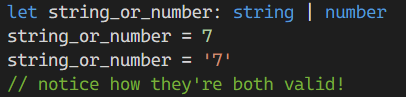 let string_or_number: string | number
string_or_number = 7
string_or_number = '7'
// notice how they're both valid!